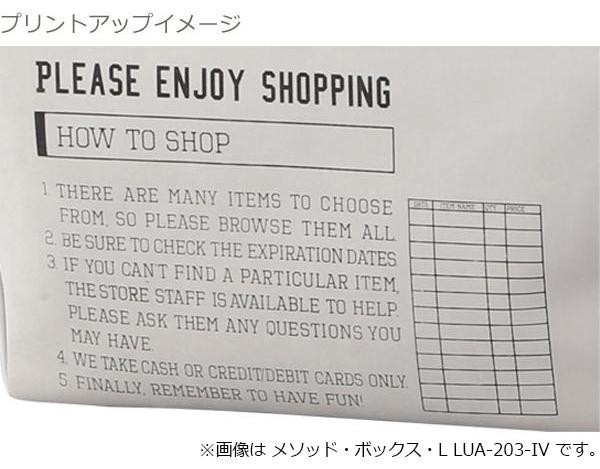 プリントアップイメージ
PLEASE ENJOY SHOPPING
HOW TO SHOP
1. THERE ARE MANY ITEMS TO CHOOSE
FROM, SO PLEASE BROWSE THEM ALL.
2. BE SURE TO CHECK THE EXPIRATION DATES.
3. IF YOU CAN'T FIND A PARTICULAR ITEM,
THE STORE STAFF IS AVAILABLE TO HELP.
PLEASE ASK THEM ANY QUESTIONS YOU
MAY HAVE.
4. WE TAKE CASH OR CREDIT/DEBIT CARDS ONLY.
5. FINALLY, REMEMBER TO HAVE FUN!
DATA ITEM NAME QTY PRICE
※画像は メソッド・ボックス・L LUA-203-IV です。